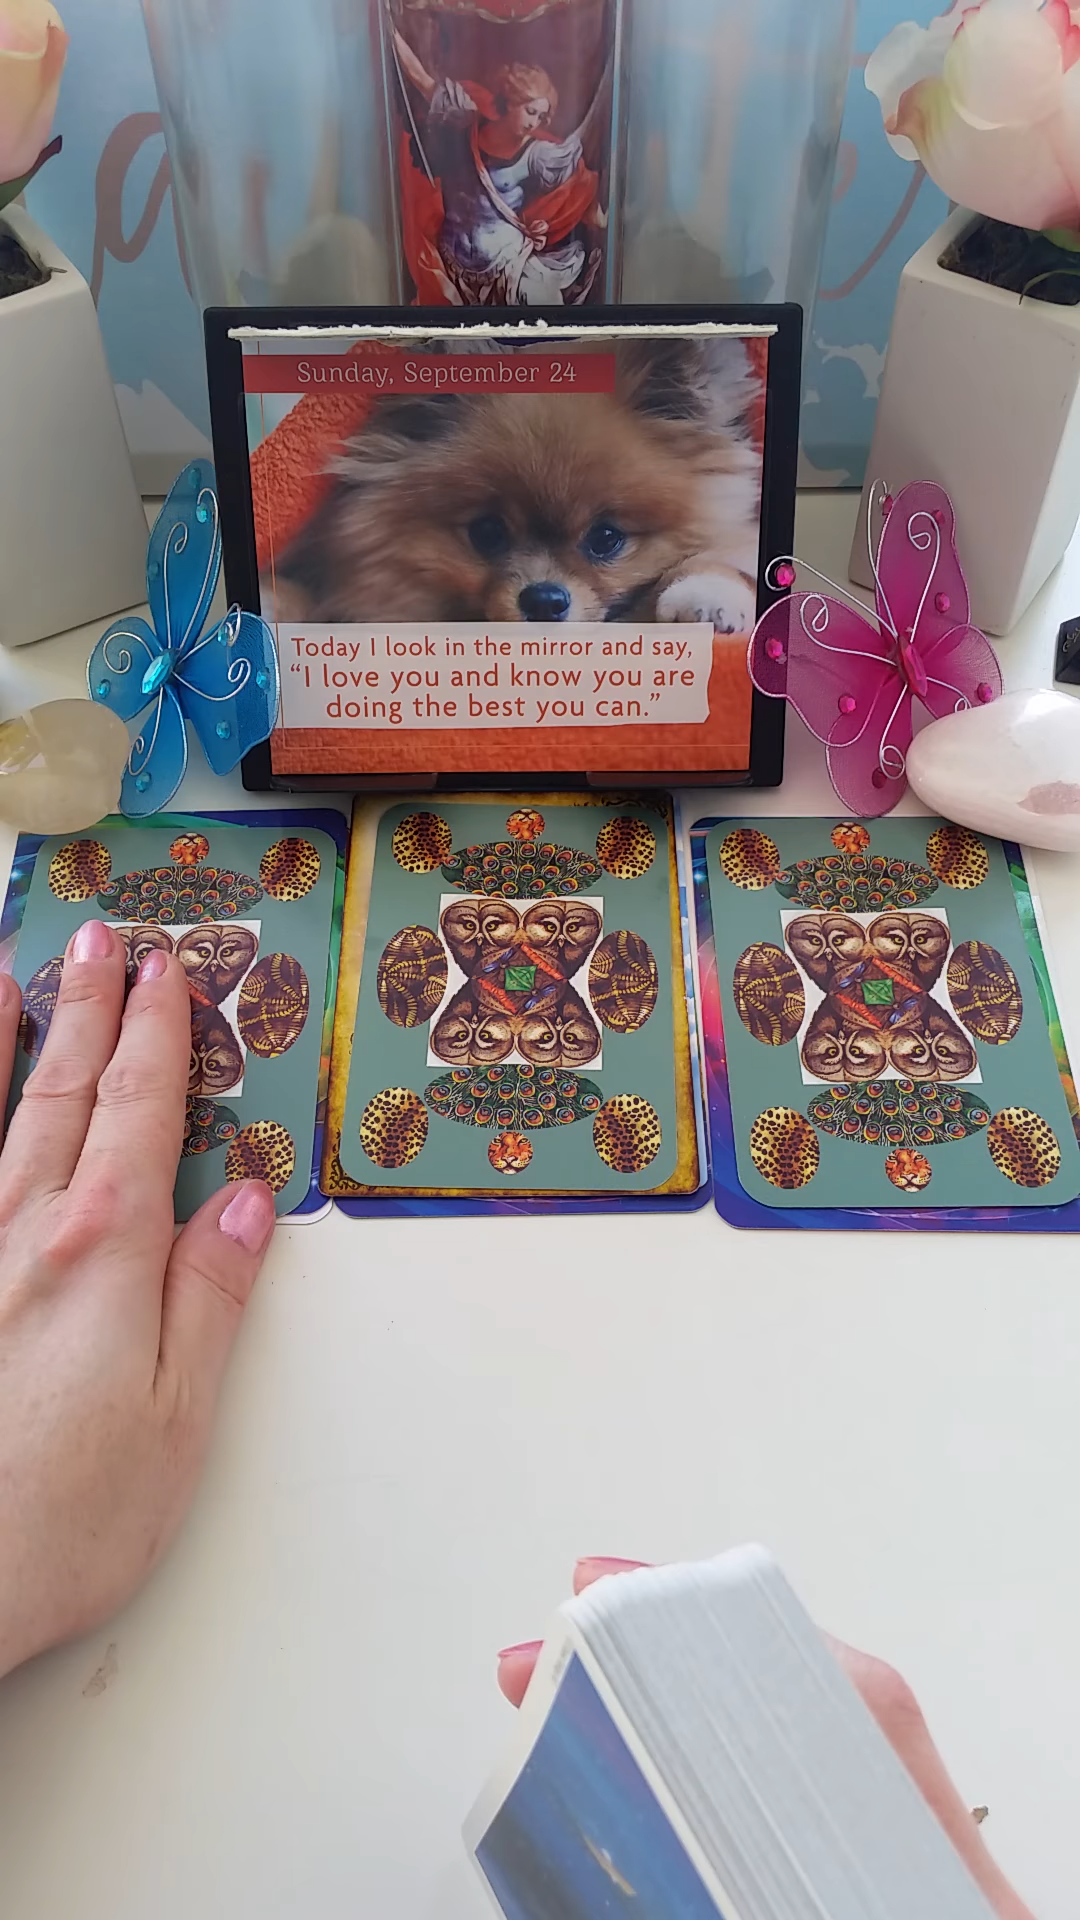 Sunday, September 24
Today I look in the mirror and say,
“I love you and know you are
doing the best you can.”